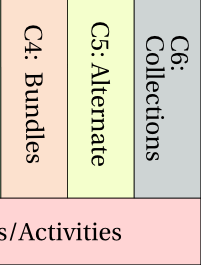 C4: Bundles
C5: Alternate
C6:
Collections
s/Activities